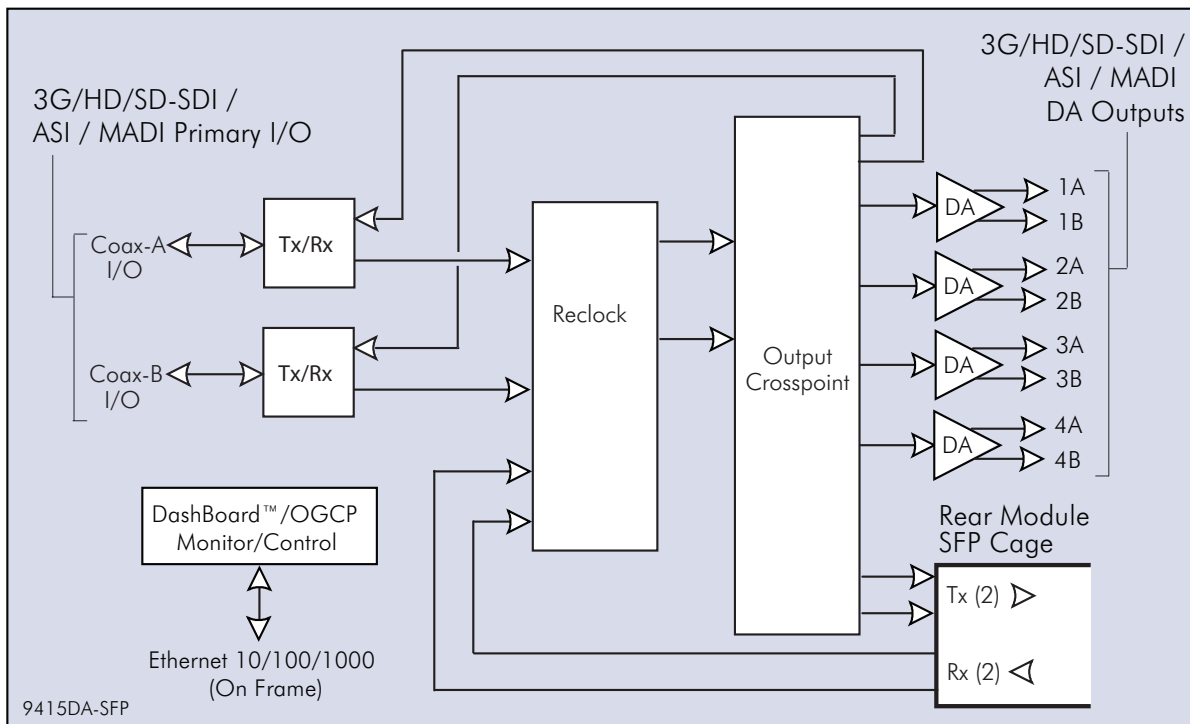 3G/HD/SD-SDI /
ASI / MADI Primary I/O
3G/HD/SD-SDI /
ASI / MADI
DA Outputs
Coax-A
I/O
Tx/Rx
Coax-B
I/O
Tx/Rx
Reclock
Output
Crosspoint
DA
1A
1B
DA
2A
2B
DA
3A
3B
DA
4A
4B
DashBoard™/OGCP
Monitor/Control
Ethernet 10/100/1000
(On Frame)
Rear Module
SFP Cage
Tx (2)
Rx (2)
9415DA-SFP